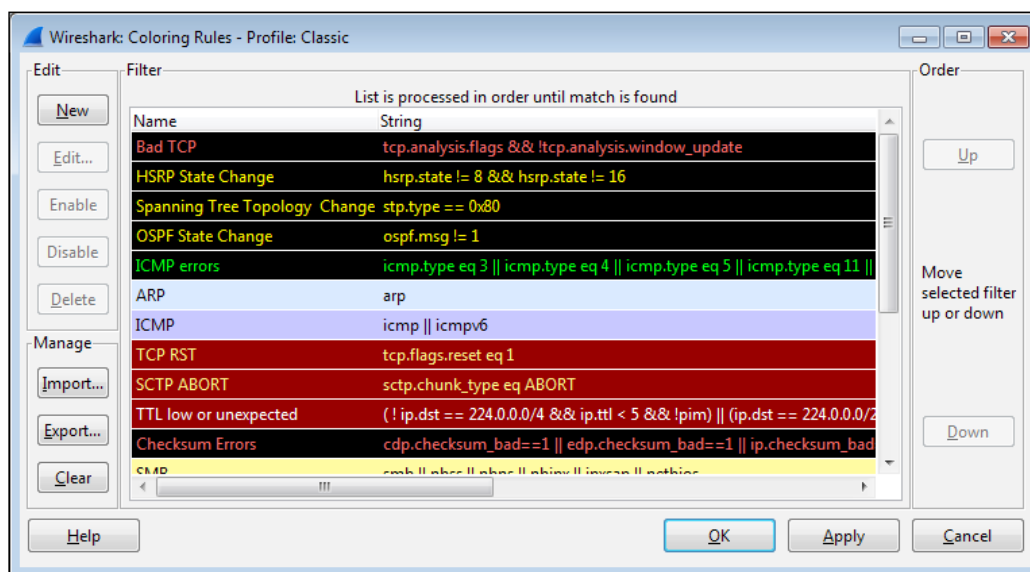 Wireshark: Coloring Rules - Profile: Classic
Edit
Filter
Order
List is processed in order until match is found
New
Edit...
Enable
Disable
Delete
Manage
Import...
Export...
Clear
Name String
Bad TCP tcp.analysis.flags && !tcp.analysis.window_update
HSRP State Change hsrp.state != 8 && hsrp.state != 16
Spanning Tree Topology  Change stp.type == 0x80
OSPF State Change ospf.msg != 1
ICMP errors icmp.type eq 3 || icmp.type eq 4 || icmp.type eq 5 || icmp.type eq 11 ||
ARP arp
ICMP icmp || icmpv6
TCP RST tcp.flags.reset eq 1
SCTP ABORT sctp.chunk_type eq ABORT
TTL low or unexpected ( ! ip.dst == 224.0.0.0/4 && ip.ttl < 5 && !pim) || (ip.dst == 224.0.0.0/2
Checksum Errors cdp.checksum_bad==1 || edp.checksum_bad==1 || ip.checksum_bad
SMB smb || nbss || nbns || nbipx || ipxsap || netbios
Up
Move
selected filter
up or down
Down
Help
OK
Apply
Cancel